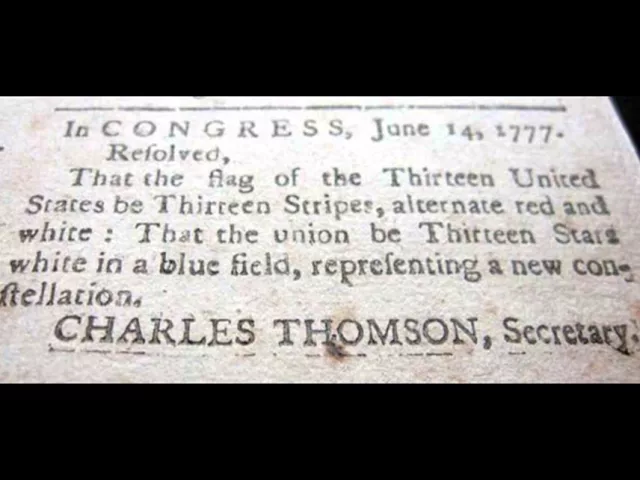 In CONGRESS, June 14, 1777.
Reſolved,
That the flag of the Thirteen United
States be Thirteen Stripes, alternate red and
white : That the union be Thirteen Stars
white in a blue field, repreſenting a new con-
ſtellation.
CHARLES THOMSON, Secretary.